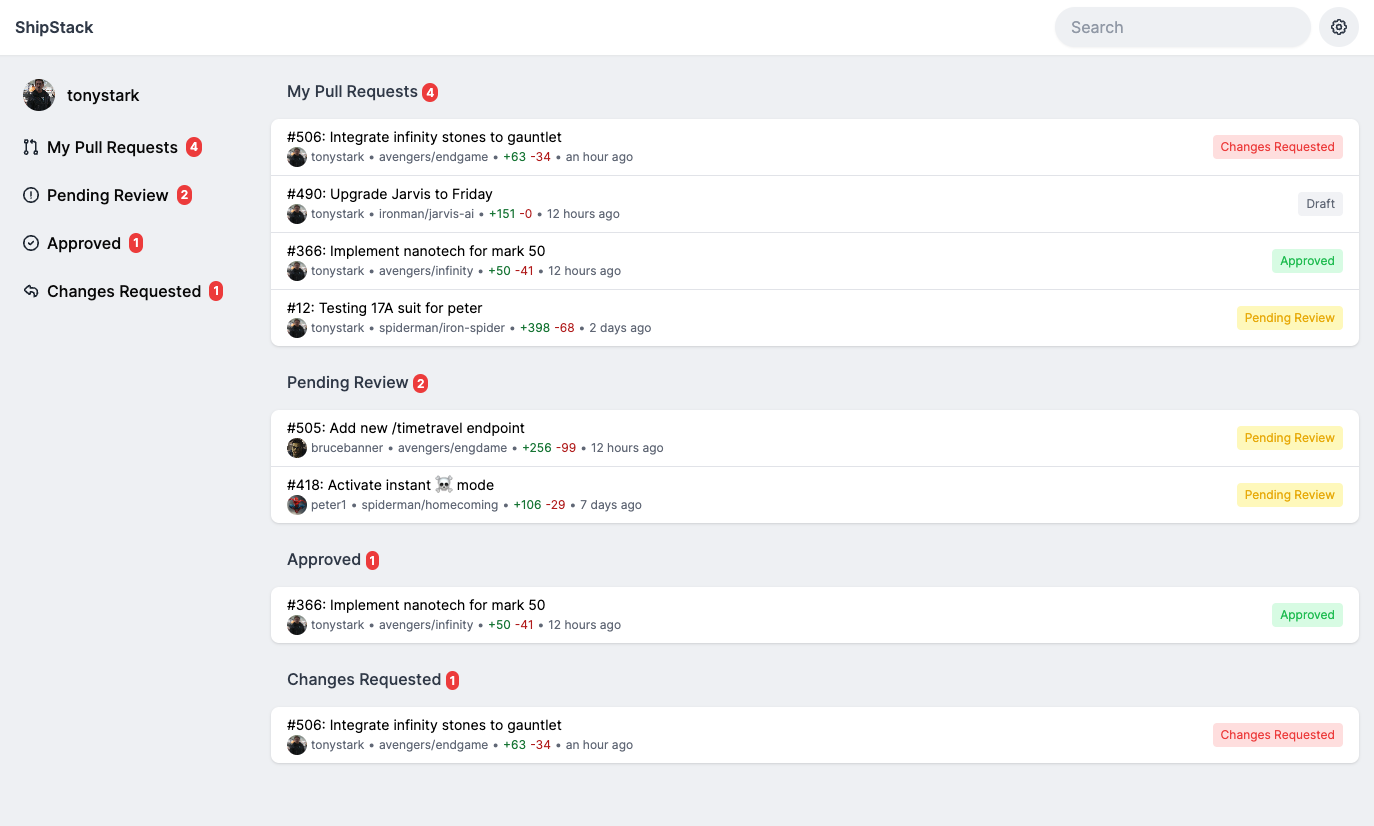 ShipStack
Search
tonystark
My Pull Requests 4
Pending Review 2
Approved 1
Changes Requested 1
My Pull Requests 4
#506: Integrate infinity stones to gauntlet
tonystark • avengers/endgame • +63 -34 • an hour ago
Changes Requested
#490: Upgrade Jarvis to Friday
tonystark • ironman/jarvis-ai • +151 -0 • 12 hours ago
Draft
#366: Implement nanotech for mark 50
tonystark • avengers/infinity • +50 -41 • 12 hours ago
Approved
#12: Testing 17A suit for peter
tonystark • spiderman/iron-spider • +398 -68 • 2 days ago
Pending Review
Pending Review 2
#505: Add new /timetravel endpoint
brucebanner • avengers/engdame • +256 -99 • 12 hours ago
Pending Review
#418: Activate instant ☠️ mode
peter1 • spiderman/homecoming • +106 -29 • 7 days ago
Pending Review
Approved 1
#366: Implement nanotech for mark 50
tonystark • avengers/infinity • +50 -41 • 12 hours ago
Approved
Changes Requested 1
#506: Integrate infinity stones to gauntlet
tonystark • avengers/endgame • +63 -34 • an hour ago
Changes Requested